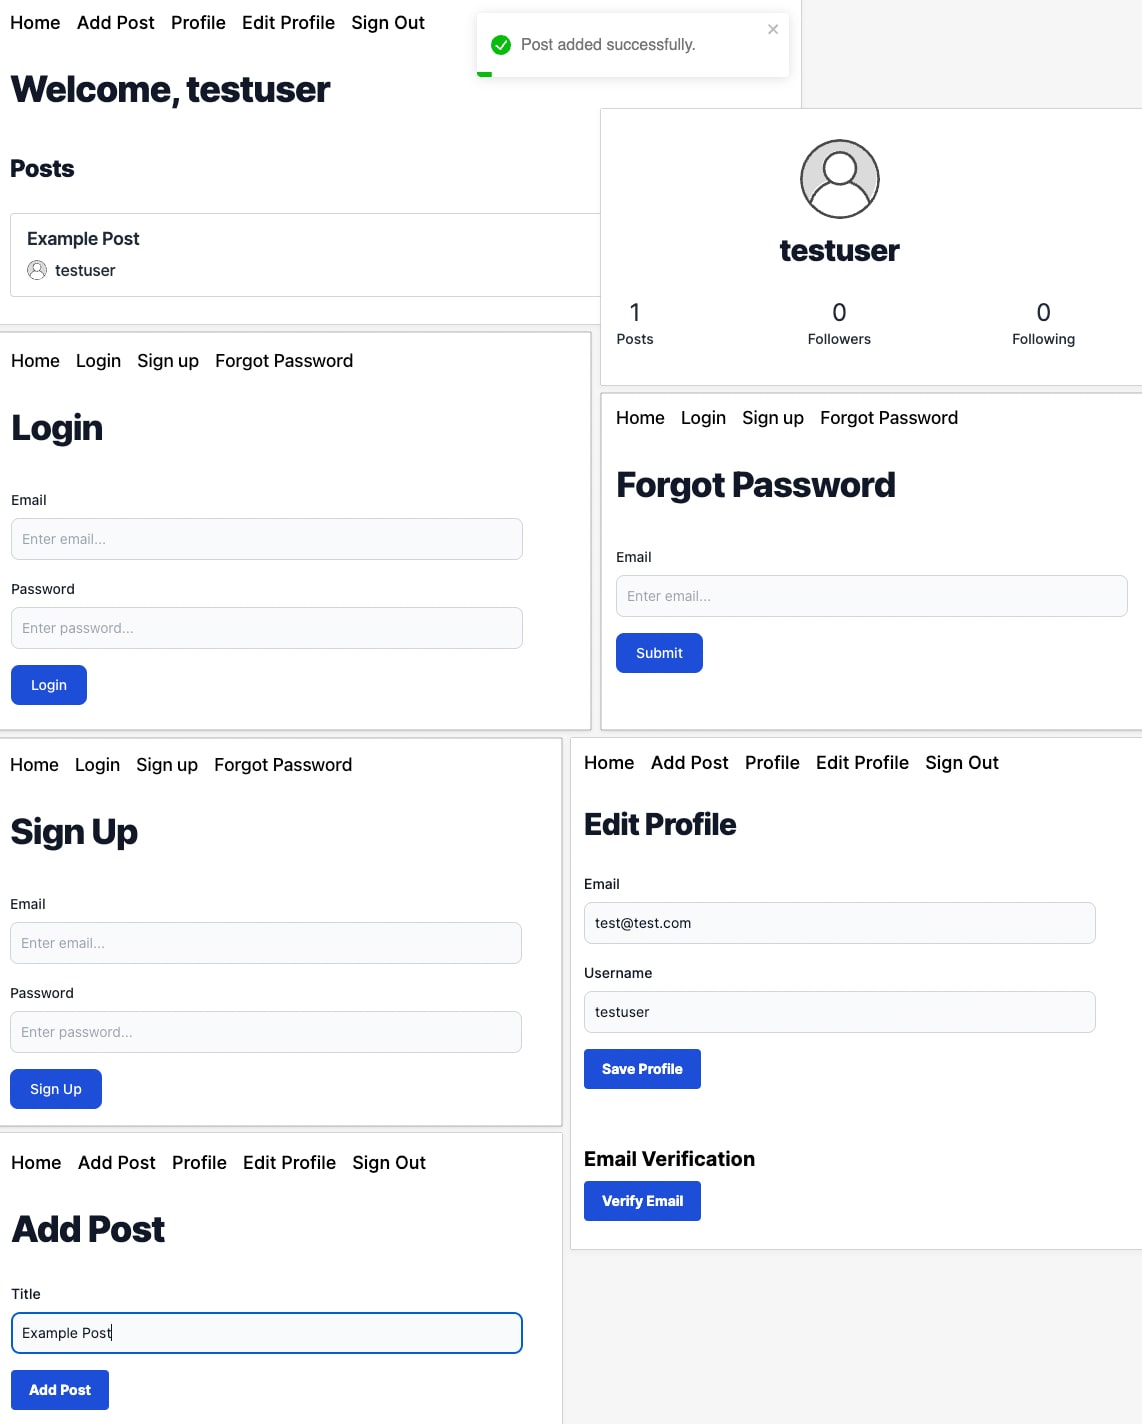 Home Add Post Profile Edit Profile Sign Out
Post added successfully.
Welcome, testuser
Posts
Example Post
testuser
testuser
1 0 0
Posts Followers Following
Home Login Sign up Forgot Password
Login
Email
Enter email...
Password
Enter password...
Login
Home Login Sign up Forgot Password
Forgot Password
Email
Enter email...
Submit
Home Login Sign up Forgot Password
Sign Up
Email
Enter email...
Password
Enter password...
Sign Up
Home Add Post Profile Edit Profile Sign Out
Edit Profile
Email
test@test.com
Username
testuser
Save Profile
Email Verification
Verify Email
Home Add Post Profile Edit Profile Sign Out
Add Post
Title
Example Post
Add Post